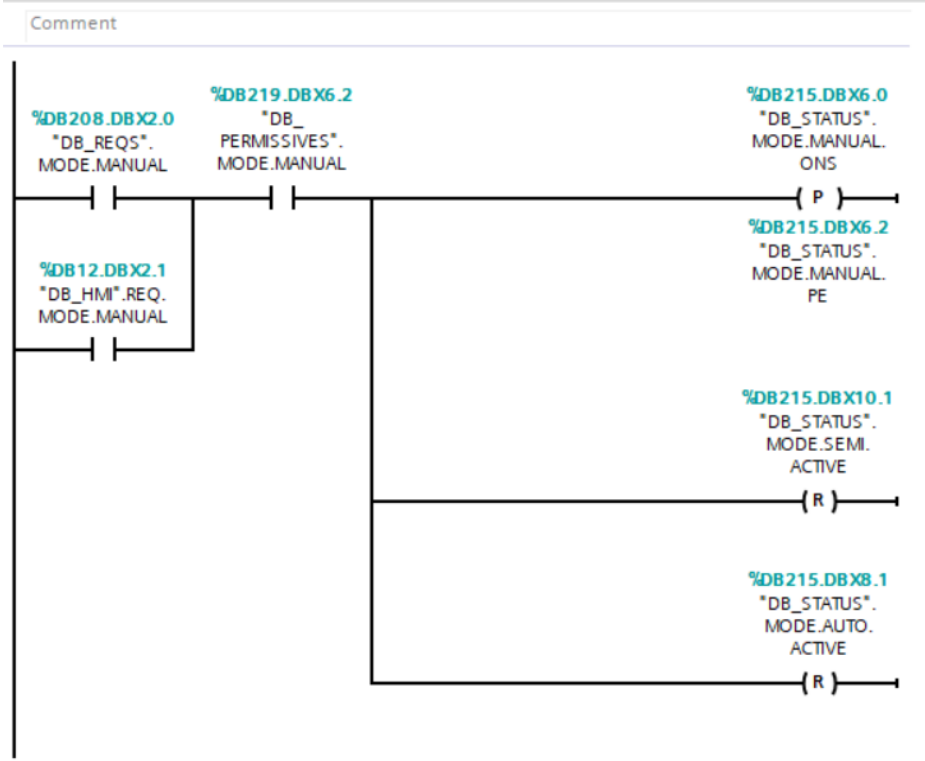 Comment
%DB208.DBX2.0
"DB_REQS".
MODE.MANUAL
%DB219.DBX6.2
"DB_
PERMISSIVES".
MODE.MANUAL
%DB215.DBX6.0
"DB_STATUS".
MODE.MANUAL.
ONS
P
%DB215.DBX6.2
"DB_STATUS".
MODE.MANUAL.
PE
%DB12.DBX2.1
"DB_HMI".REQ.
MODE.MANUAL
%DB215.DBX10.1
"DB_STATUS".
MODE.SEMI.
ACTIVE
R
%DB215.DBX8.1
"DB_STATUS".
MODE.AUTO.
ACTIVE
R